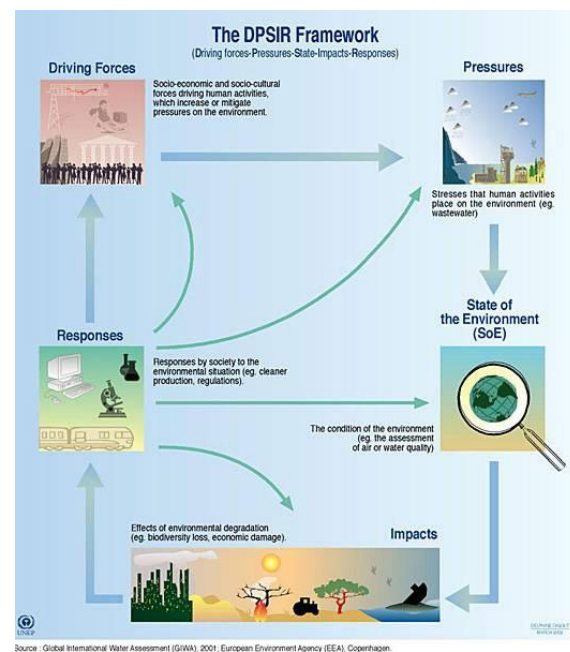 The DPSIR Framework
(Driving forces-Pressures-State-Impacts-Responses)
Driving Forces
Socio-economic and socio-cultural
forces driving human activities,
which increase or mitigate
pressures on the environment.
Pressures
Stresses that human activities
place on the environment (eg.
wastewater)
State of
the Environment
(SoE)
Responses
Responses by society to the
environmental situation (eg. cleaner
production, regulations).
The condition of the environment
(eg. the assessment
of air or water quality)
Effects of environmental degradation
(eg. biodiversity loss, economic damage).
Impacts
UNEP
MARCH 2002
Source : Global International Water Assessment (GIWA), 2001; European Environment Agency (EEA), Copenhagen.